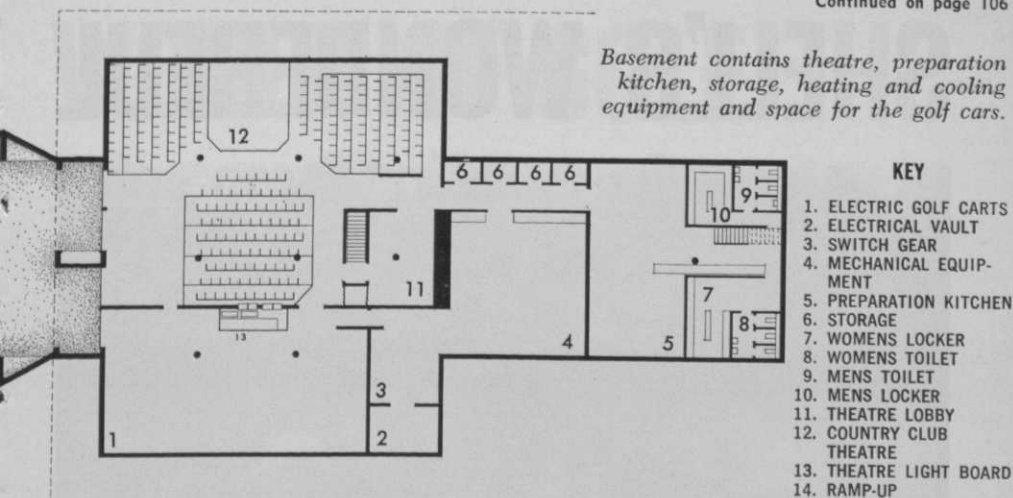 Continued on page 106
Basement contains theatre, preparation
kitchen, storage, heating and cooling
equipment and space for the golf cars.
KEY
1. ELECTRIC GOLF CARTS
2. ELECTRICAL VAULT
3. SWITCH GEAR
4. MECHANICAL EQUIP-
MENT
5. PREPARATION KITCHEN
6. STORAGE
7. WOMENS LOCKER
8. WOMENS TOILET
9. MENS TOILET
10. MENS LOCKER
11. THEATRE LOBBY
12. COUNTRY CLUB
THEATRE
13. THEATRE LIGHT BOARD
14. RAMP-UP
12
6 6 6 6
9
10
11
7
8
13
4
5
3
1
2